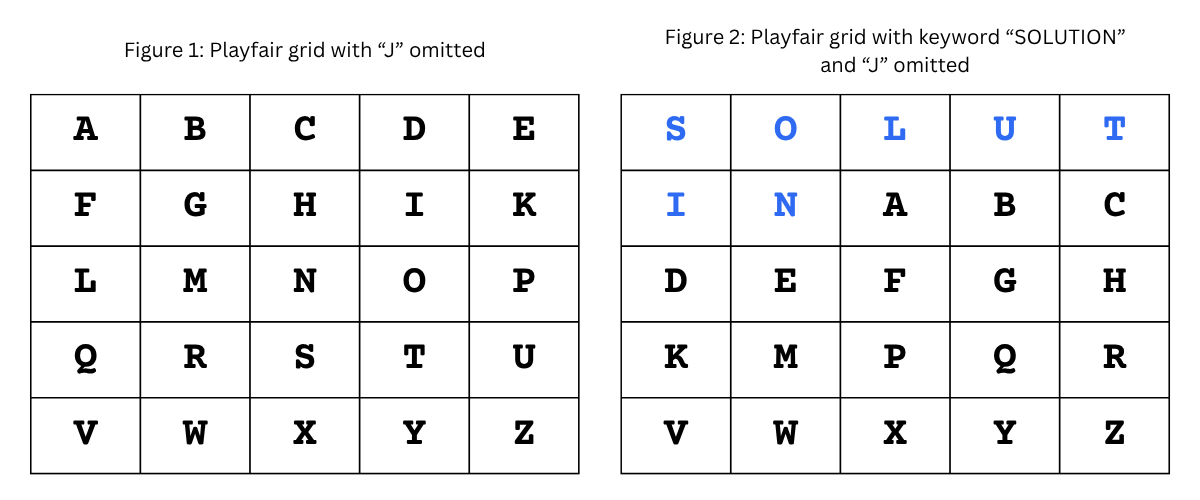 Figure 1: Playfair grid with “J” omitted
A B C D E
F G H I K
L M N O P
Q R S T U
V W X Y Z
Figure 2: Playfair grid with keyword “SOLUTION”
and “J” omitted
S O L U T
I N A B C
D E F G H
K M P Q R
V W X Y Z